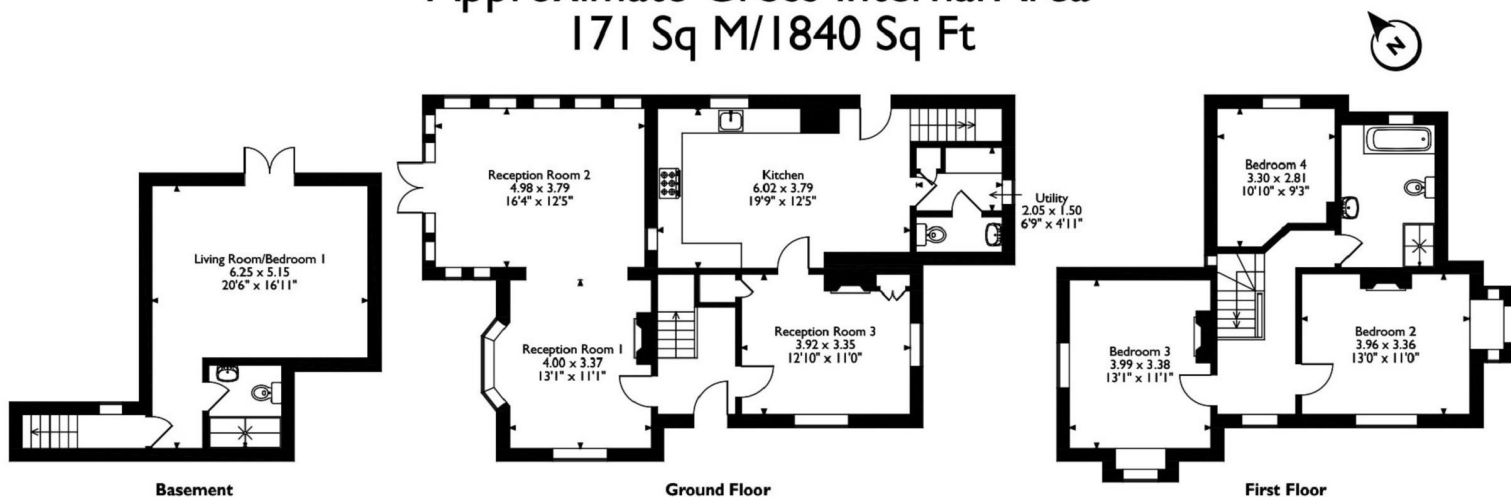 Approximate Gross Internal Area
171 Sq M/1840 Sq Ft
N
Living Room/Bedroom 1
6.25 x 5.15
20'6" x 16'11"
Basement
Reception Room 2
4.98 x 3.79
16'4" x 12'5"
Kitchen
6.02 x 3.79
19'9" x 12'5"
Utility
2.05 x 1.50
6'9" x 4'11"
Reception Room 1
4.00 x 3.37
13'1" x 11'1"
Reception Room 3
3.92 x 3.35
12'10" x 11'0"
Ground Floor
Bedroom 4
3.30 x 2.81
10'10" x 9'3"
Bedroom 3
3.99 x 3.38
13'1" x 11'1"
Bedroom 2
3.96 x 3.36
13'0" x 11'0"
First Floor